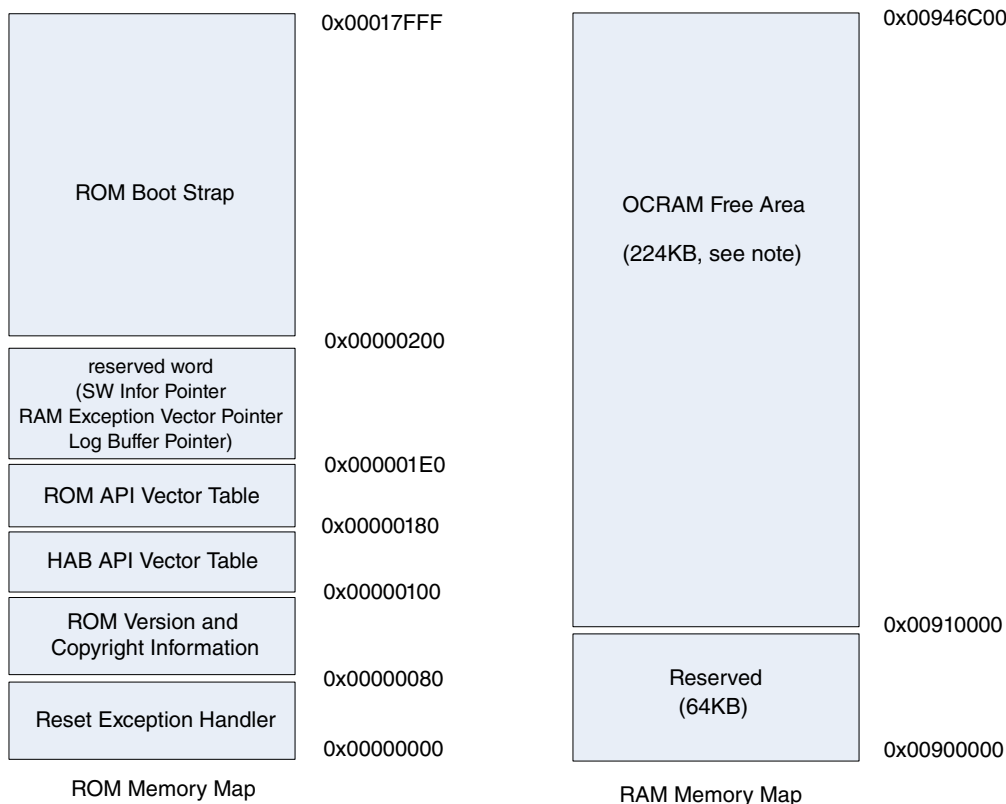 0x00017FFF
ROM Boot Strap
0x00000200
reserved word
(SW Infor Pointer
RAM Exception Vector Pointer
Log Buffer Pointer)
0x000001E0
ROM API Vector Table
0x00000180
HAB API Vector Table
0x00000100
ROM Version and
Copyright Information
0x00000080
Reset Exception Handler
0x00000000
ROM Memory Map
0x00946C00
OCRAM Free Area
(224KB, see note)
0x00910000
Reserved
(64KB)
0x00900000
RAM Memory Map